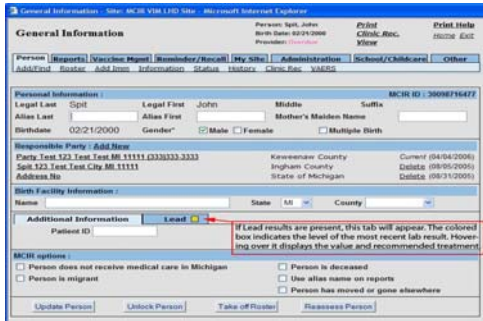 General Information - Site: MCIR VIM LHD Site - Microsoft Internet Explorer
General Information
Person: Spit, John
Birth Date: 02/21/2000
Provider: Overdue
Print Clinic Rec. View
Print Help
Home Exit
Person Reports Vaccine Mgmt Reminder/Recall My Site Administration School/Childcare Other
Add/Find Roster Add Imm Information Status History Clinic Rec VAERS
Personal Information : MCIR ID : 30098716477
Legal Last Spit Legal First John Middle Suffix
Alias Last Alias First Mother's Maiden Name
Birthdate 02/21/2000 Gender* Male Female Multiple Birth
Responsible Party : Add New
Party Test 123 Test Test MI 11111 (333)333-3333 Keweenaw County Current (04/04/2006)
Spit 123 Test Test City MI 11111 Ingham County Delete (08/05/2005)
Address No State of Michigan Delete (08/31/2005)
Birth Facility Information :
Name State MI County
Additional Information Lead
Patient ID
If Lead results are present, this tab will appear. The colored
box indicates the level of the most recent lab result. Hover-
ing over it displays the value and recommended treatment.
MCIR options :
Person does not receive medical care in Michigan Person is deceased
Person is migrant Use alias name on reports
Person has moved or gone elsewhere
Update Person Unlock Person Take off Roster Reassess Person